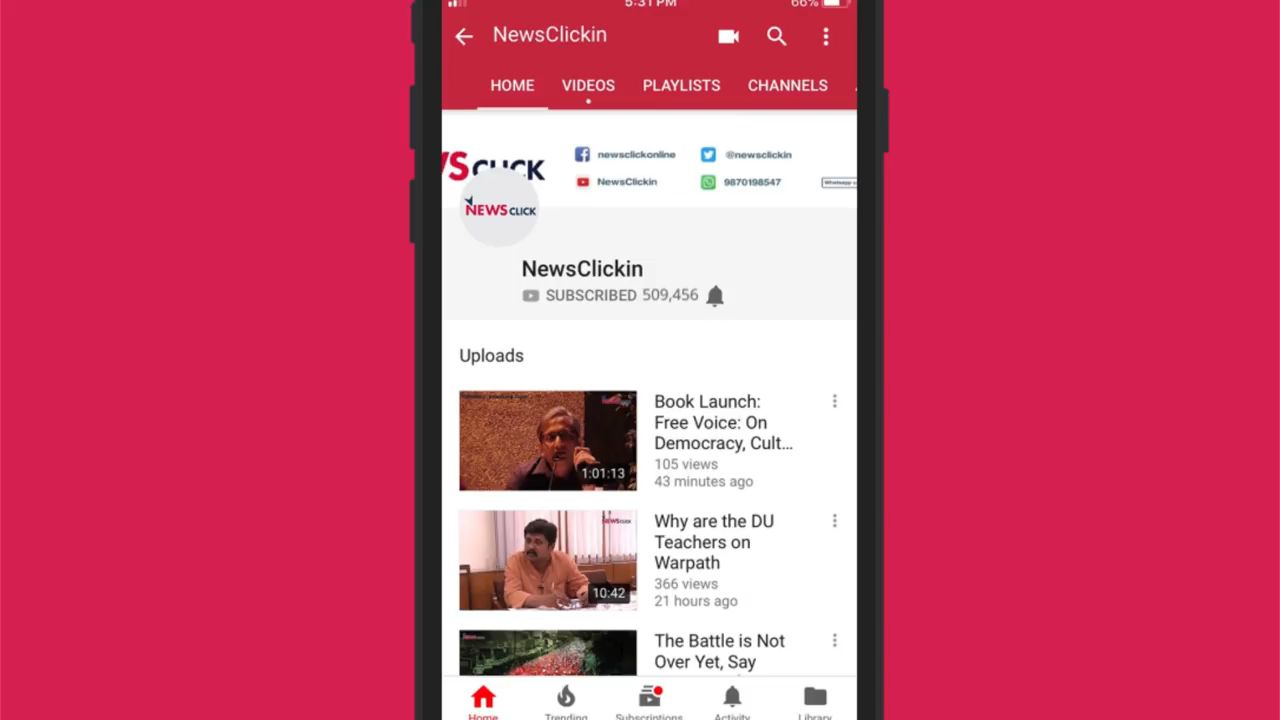 5:31 PM
66%
NewsClickin
HOME VIDEOS PLAYLISTS CHANNELS
WS CLICK
newsclickonline
@newsclickin
NewsClickin
9870198547
NEWSCLICK
NewsClickin
SUBSCRIBED 509,456
Uploads
Book Launch:
Free Voice: On
Democracy, Cult...
105 views
43 minutes ago
1:01:13
Why are the DU
Teachers on
Warpath
366 views
21 hours ago
NEWSCLICK
10:42
The Battle is Not
Over Yet, Say
Home Trending Subscriptions Activity Library